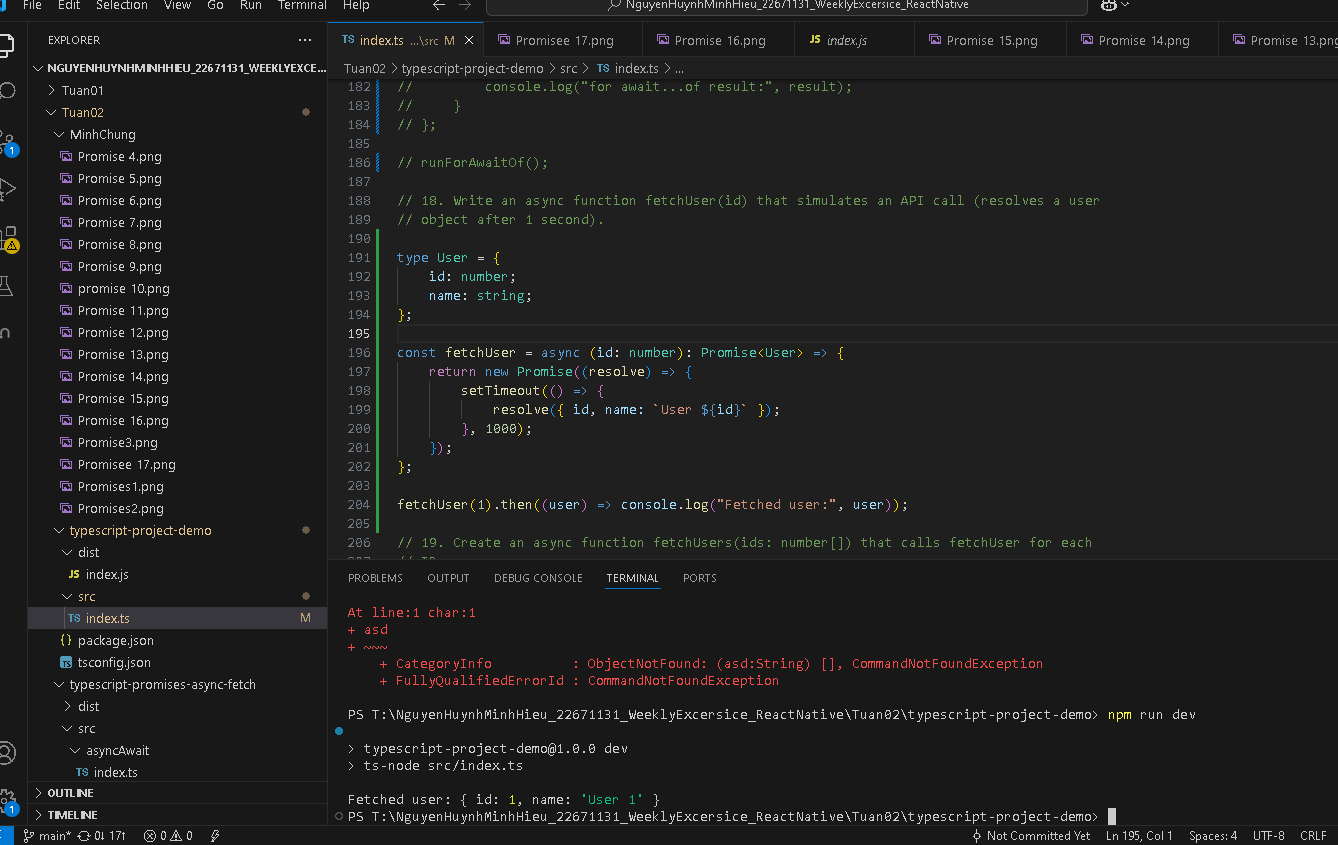 File Edit Selection View Go Run Terminal Help
NguyenHuynhMinhHieu_22671131_WeeklyExcersice_ReactNative
EXPLORER
NGUYENHUYNHMINHHIEU_22671131_WEEKLYEXCE...
Tuan01
Tuan02
MinhChung
Promise 4.png
Promise 5.png
Promise 6.png
Promise 7.png
Promise 8.png
Promise 9.png
promise 10.png
Promise 11.png
Promise 12.png
Promise 13.png
Promise 14.png
Promise 15.png
Promise 16.png
Promise3.png
Promisee 17.png
Promises1.png
Promises2.png
typescript-project-demo
dist
JS index.js
src
TS index.ts M
{} package.json
TS tsconfig.json
typescript-promises-async-fetch
dist
src
asyncAwait
TS index.ts
OUTLINE
TIMELINE
1
1
TS index.ts ...\src M
Promisee 17.png
Promise 16.png
JS index.js
Promise 15.png
Promise 14.png
Promise 13.png
Tuan02 > typescript-project-demo > src > TS index.ts > ...
182 // console.log("for await...of result:", result);
183 // }
184 // };
185
186 // runForAwaitOf();
187
188 // 18. Write an async function fetchUser(id) that simulates an API call (resolves a user
189 // object after 1 second).
190
191 type User = {
192 id: number;
193 name: string;
194 };
195
196 const fetchUser = async (id: number): Promise<User> => {
197 return new Promise((resolve) => {
198 setTimeout(() => {
199 resolve({ id, name: `User ${id}` });
200 }, 1000);
201 });
202 };
203
204 fetchUser(1).then((user) => console.log("Fetched user:", user));
205
206 // 19. Create an async function fetchUsers(ids: number[]) that calls fetchUser for each
PROBLEMS OUTPUT DEBUG CONSOLE TERMINAL PORTS
At line:1 char:1
+ asd
+ ~~~
+ CategoryInfo : ObjectNotFound: (asd:String) [], CommandNotFoundException
+ FullyQualifiedErrorId : CommandNotFoundException
PS T:\NguyenHuynhMinhHieu_22671131_WeeklyExcersice_ReactNative\Tuan02\typescript-project-demo> npm run dev
> typescript-project-demo@1.0.0 dev
> ts-node src/index.ts
Fetched user: { id: 1, name: 'User 1' }
PS T:\NguyenHuynhMinhHieu_22671131_WeeklyExcersice_ReactNative\Tuan02\typescript-project-demo>
main* 0↓ 17↑ 0 0 Not Committed Yet Ln 195, Col 1 Spaces: 4 UTF-8 CRLF